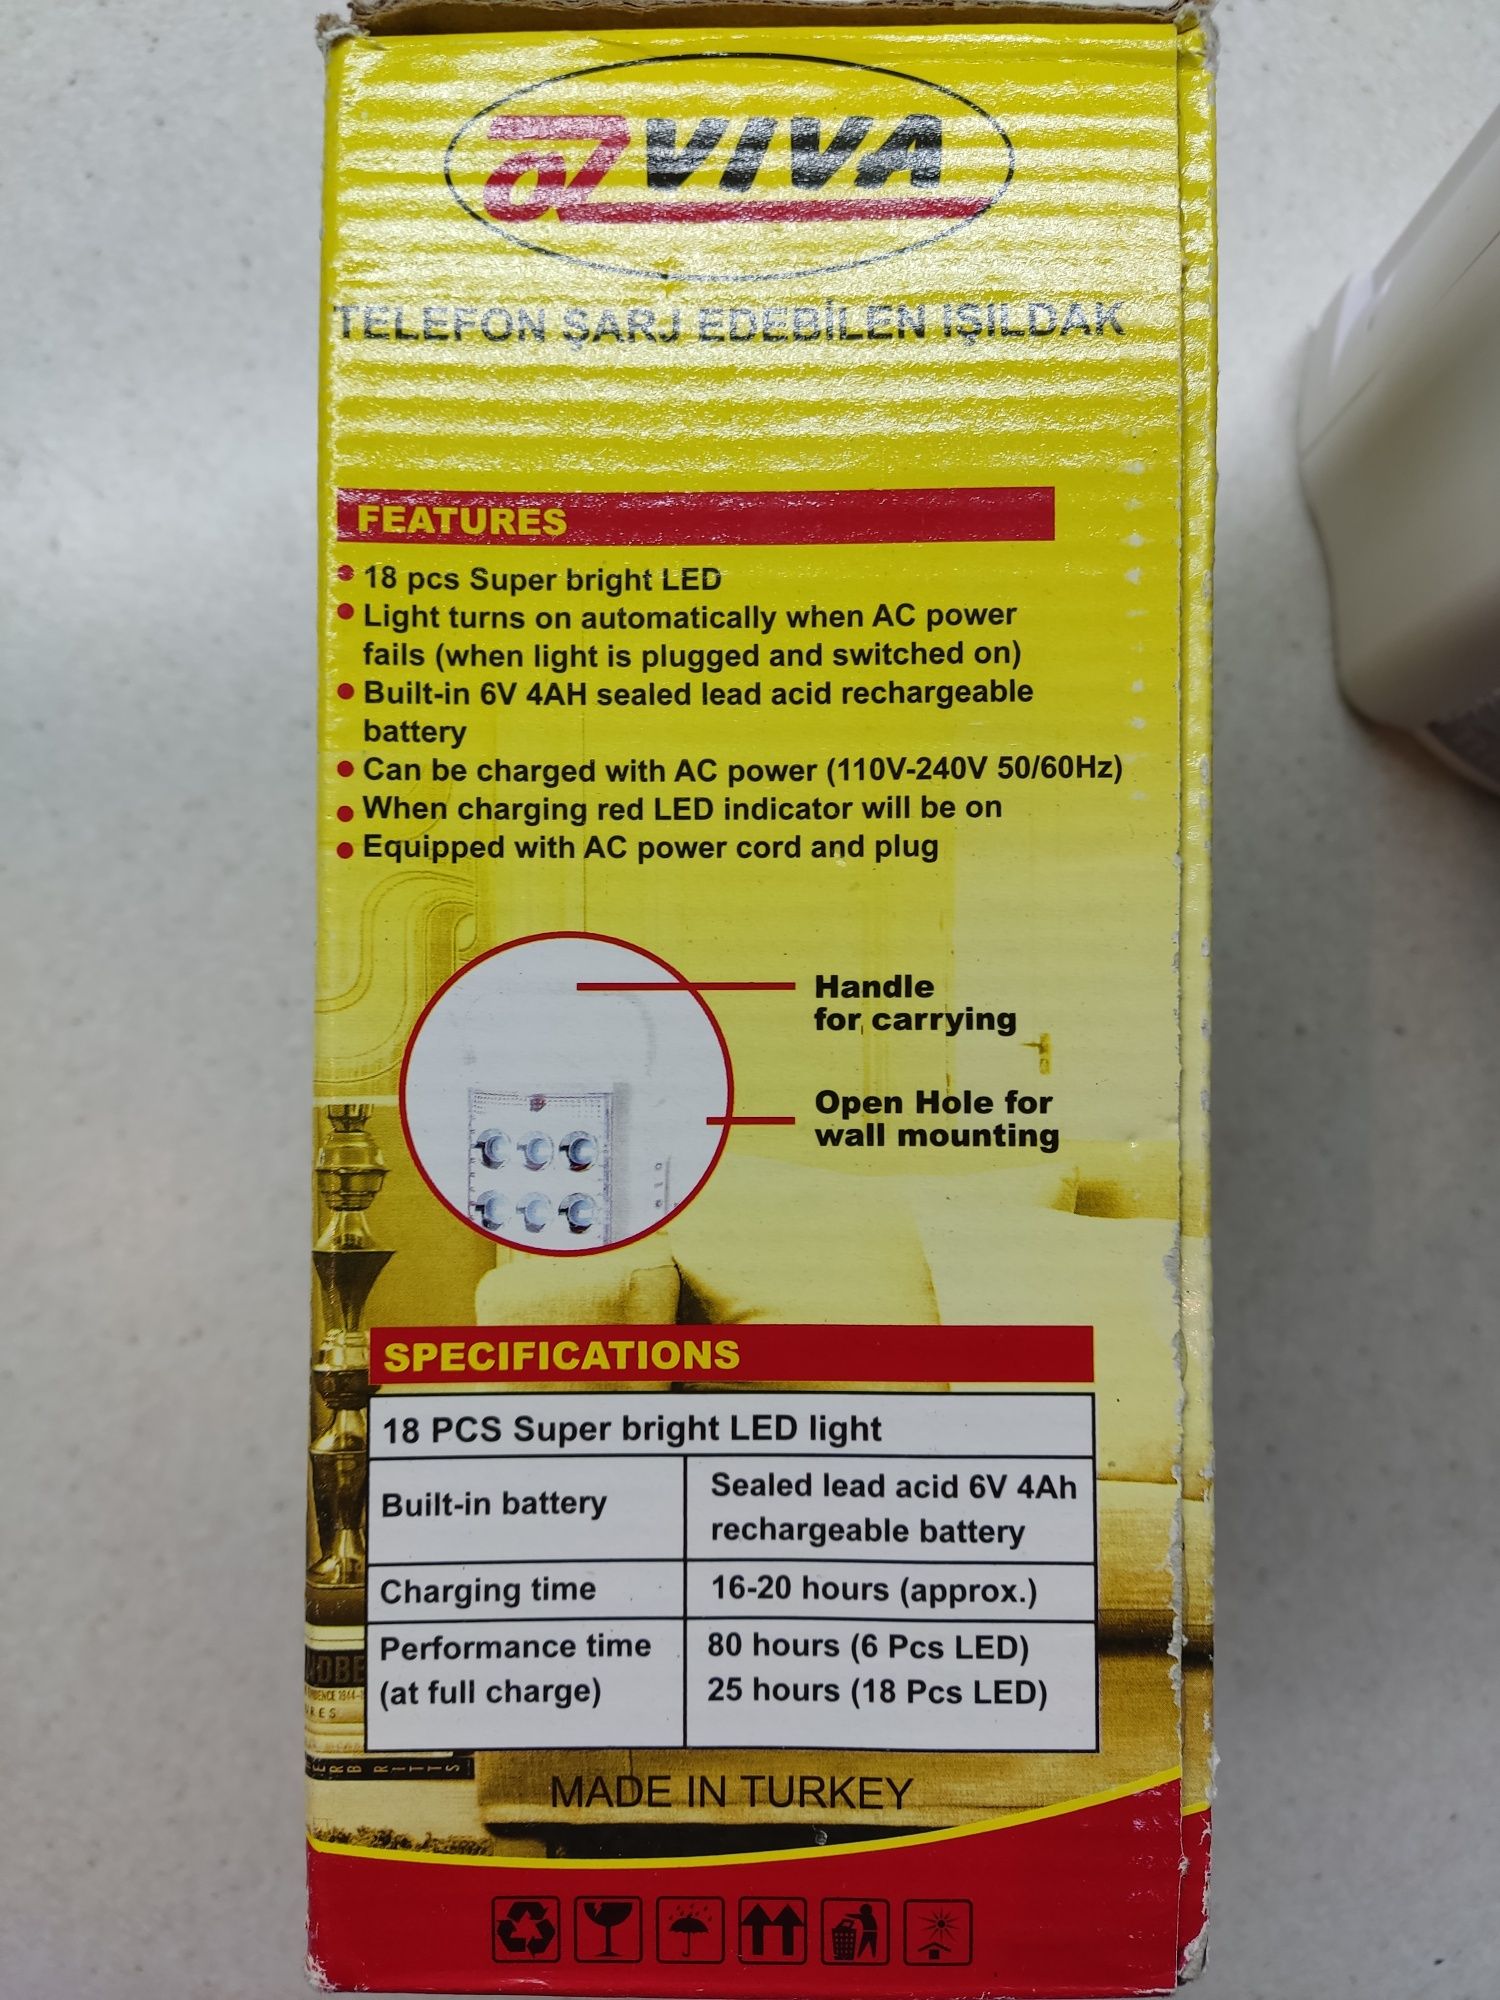 VIVA
TELEFON ŞARJ EDEBİLEN IŞILDAK
FEATURES
• 18 pcs Super bright LED
• Light turns on automatically when AC power
fails (when light is plugged and switched on)
• Built-in 6V 4AH sealed lead acid rechargeable
battery
• Can be charged with AC power (110V-240V 50/60Hz)
• When charging red LED indicator will be on
• Equipped with AC power cord and plug
Handle
for carrying
Open Hole for
wall mounting
SPECIFICATIONS
18 PCS Super bright LED light
Built-in battery
Sealed lead acid 6V 4Ah
rechargeable battery
Charging time
16-20 hours (approx.)
Performance time
(at full charge)
80 hours (6 Pcs LED)
25 hours (18 Pcs LED)
MADE IN TURKEY